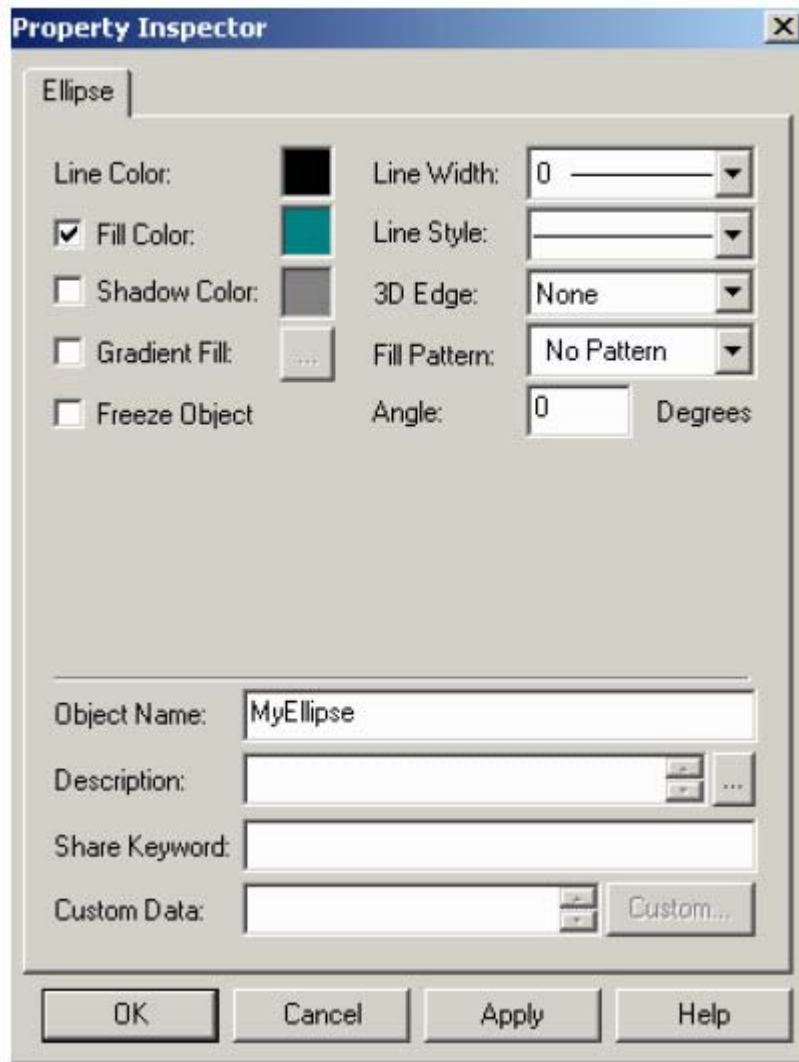 Property Inspector
Ellipse
Line Color:
Line Width: 0
Fill Color:
Line Style:
Shadow Color:
3D Edge: None
Gradient Fill: ...
Fill Pattern: No Pattern
Freeze Object
Angle: 0 Degrees
Object Name: MyEllipse
Description: ...
Share Keyword:
Custom Data: Custom...
OK Cancel Apply Help